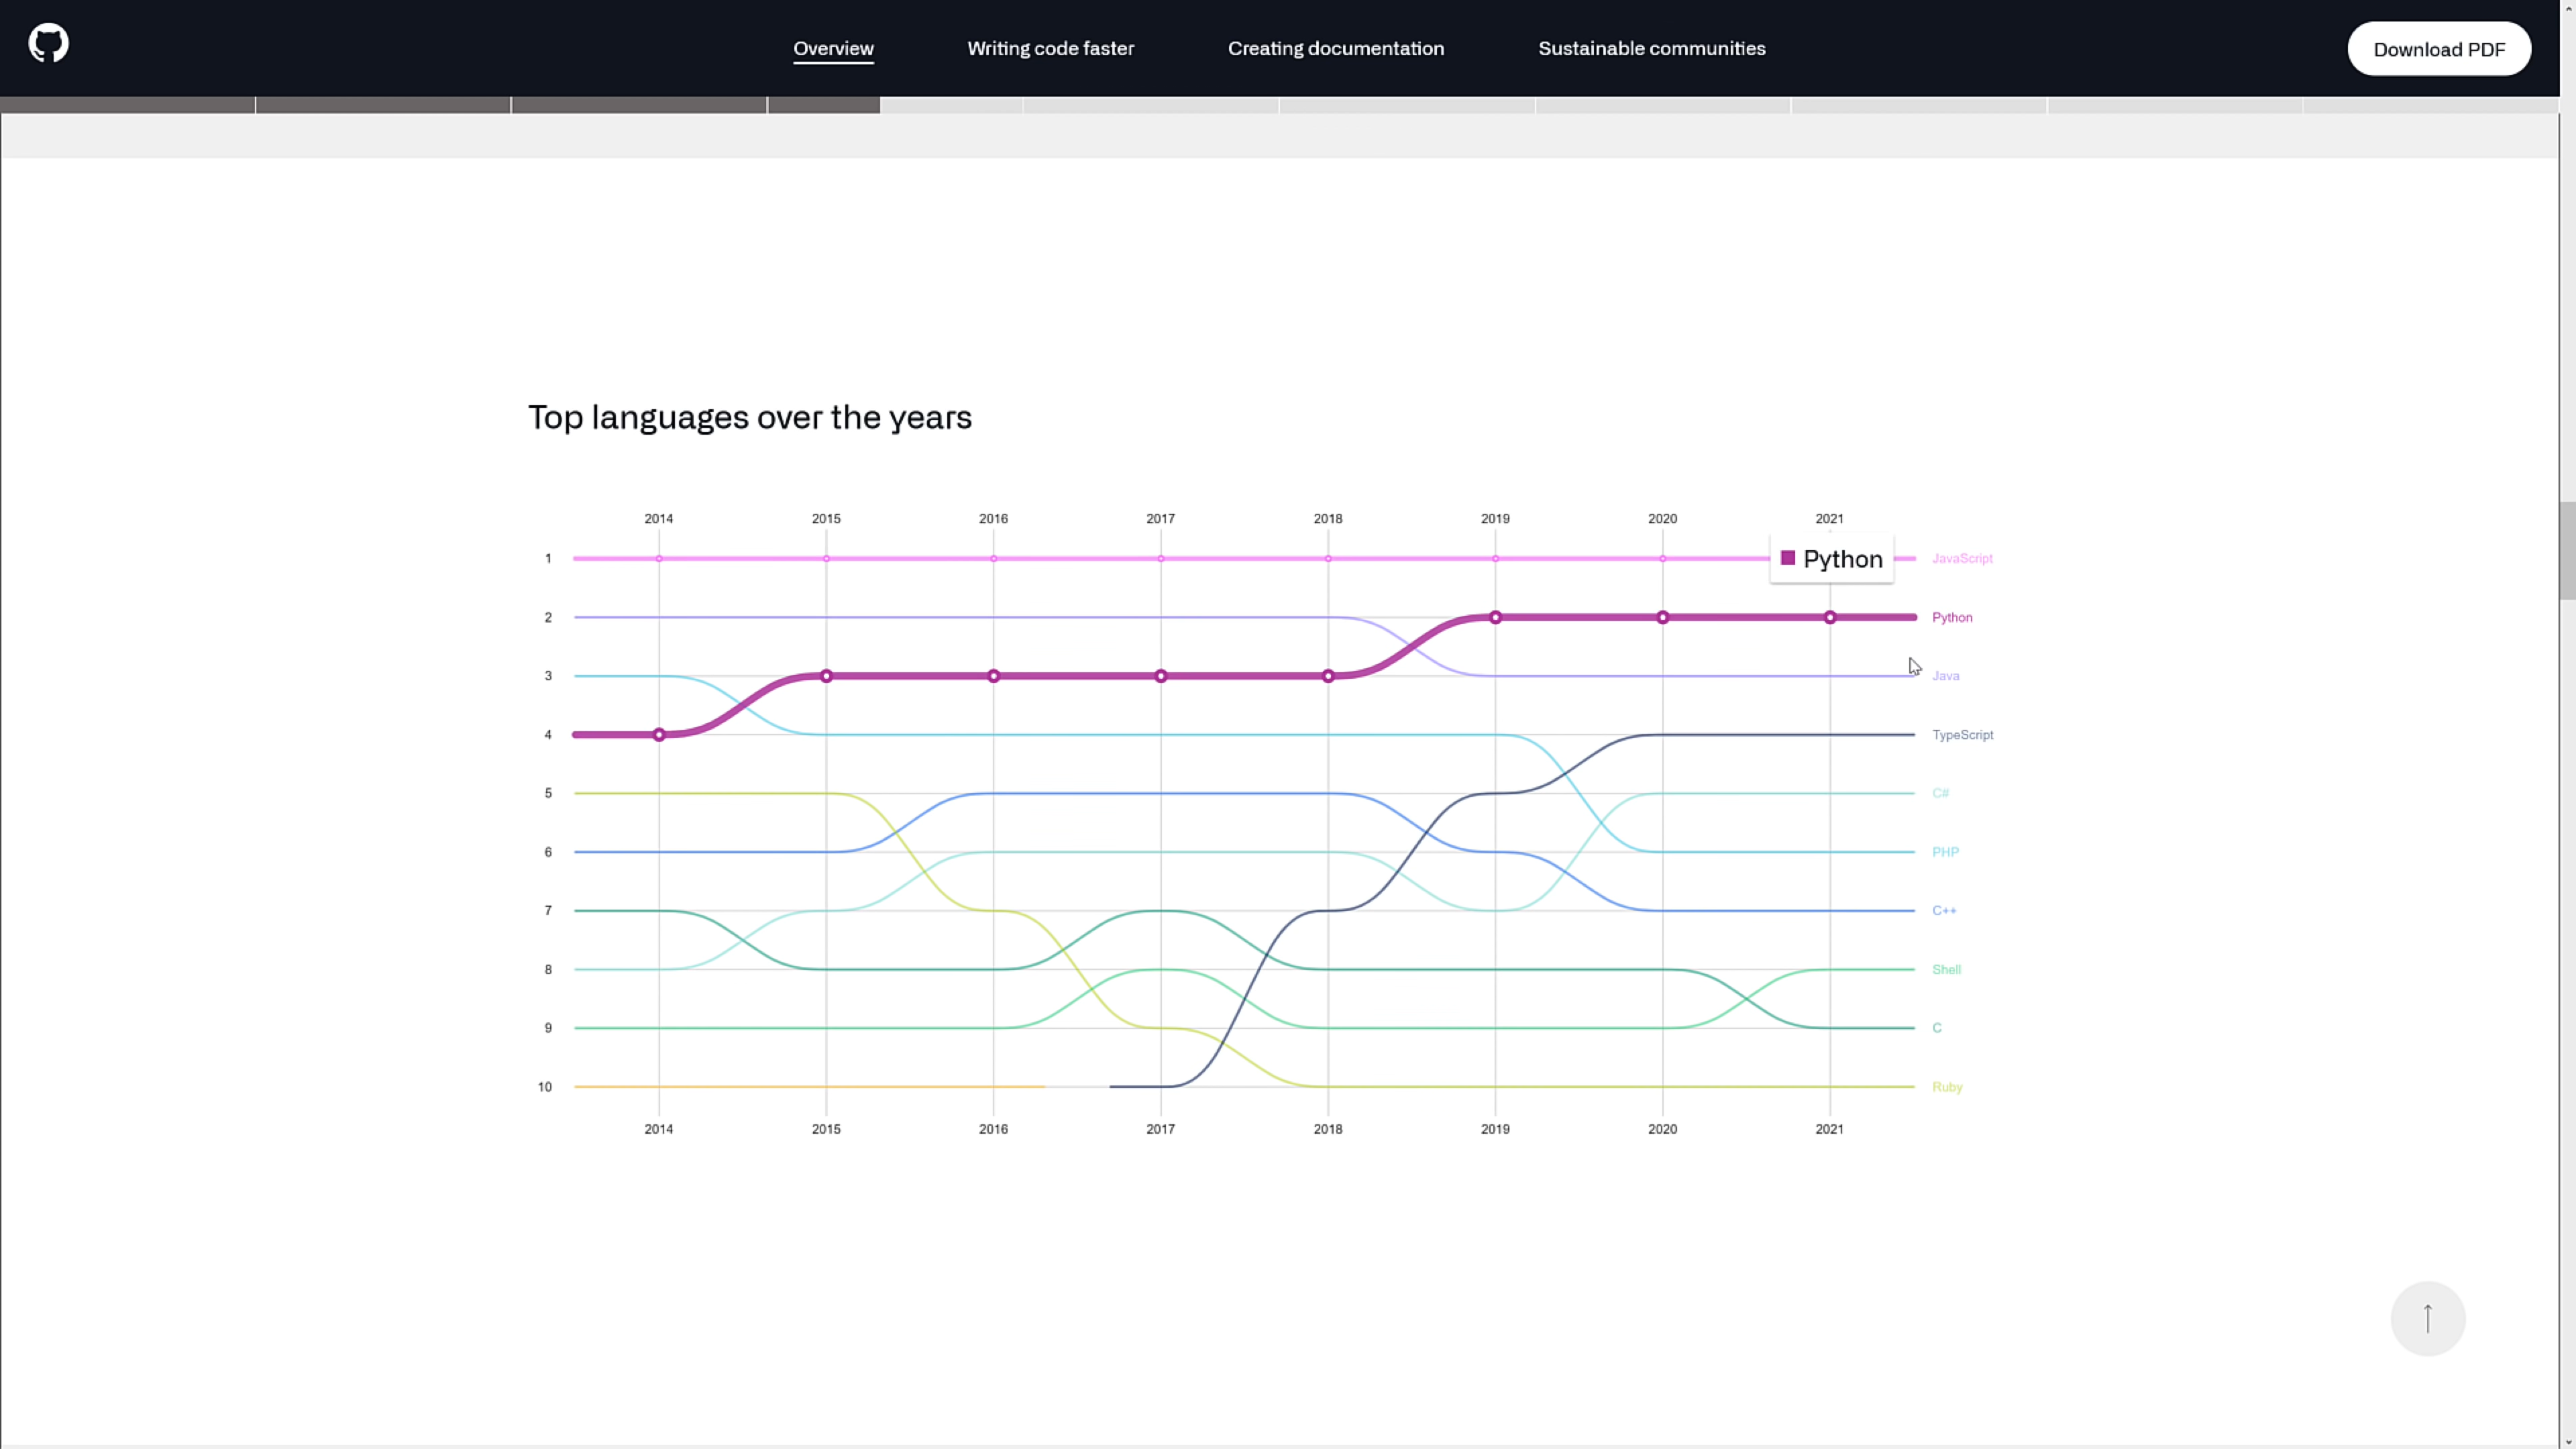 Overview Writing code faster Creating documentation Sustainable communities Download PDF
Top languages over the years
2014 2015 2016 2017 2018 2019 2020 2021
1 Python JavaScript
2 Python
3 Java
4 TypeScript
5 C#
6 PHP
7 C++
8 Shell
9 C
10 Ruby
2014 2015 2016 2017 2018 2019 2020 2021